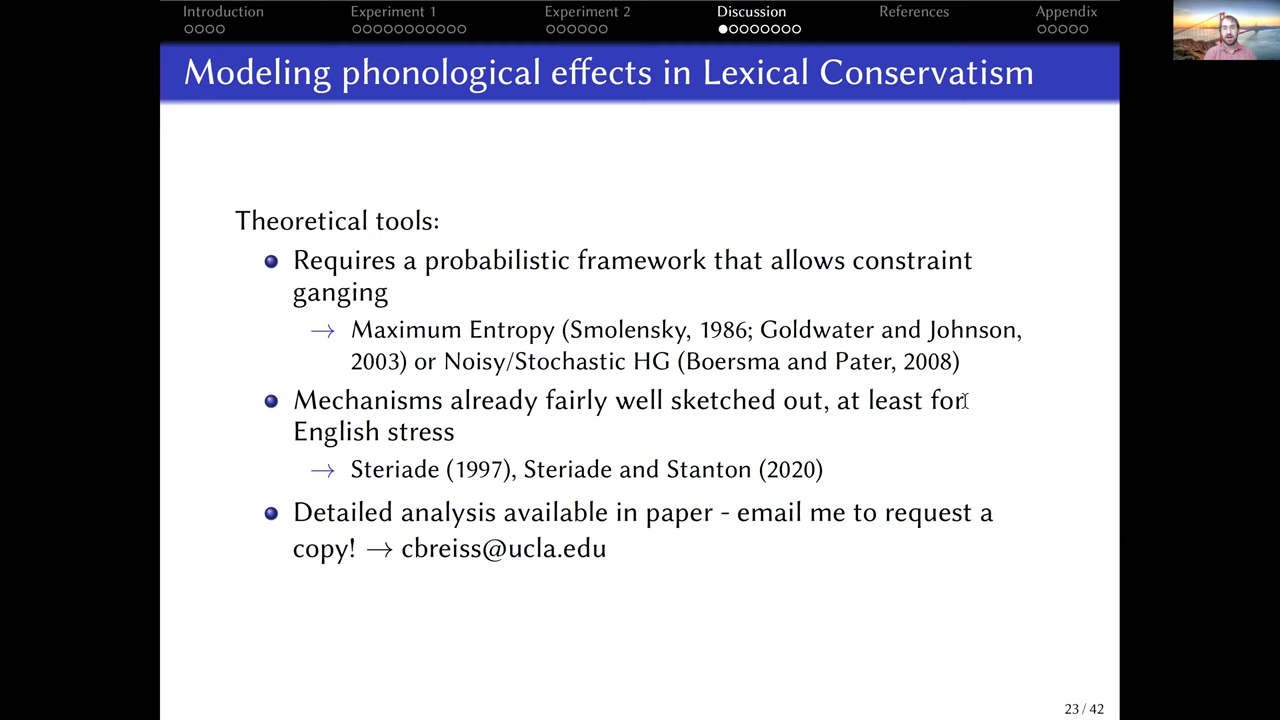 Introduction Experiment 1 Experiment 2 Discussion References Appendix
Modeling phonological effects in Lexical Conservatism
Theoretical tools:
Requires a probabilistic framework that allows constraint
ganging
→ Maximum Entropy (Smolensky, 1986; Goldwater and Johnson,
2003) or Noisy/Stochastic HG (Boersma and Pater, 2008)
Mechanisms already fairly well sketched out, at least for
English stress
→ Steriade (1997), Steriade and Stanton (2020)
Detailed analysis available in paper - email me to request a
copy! → cbreiss@ucla.edu
23 / 42